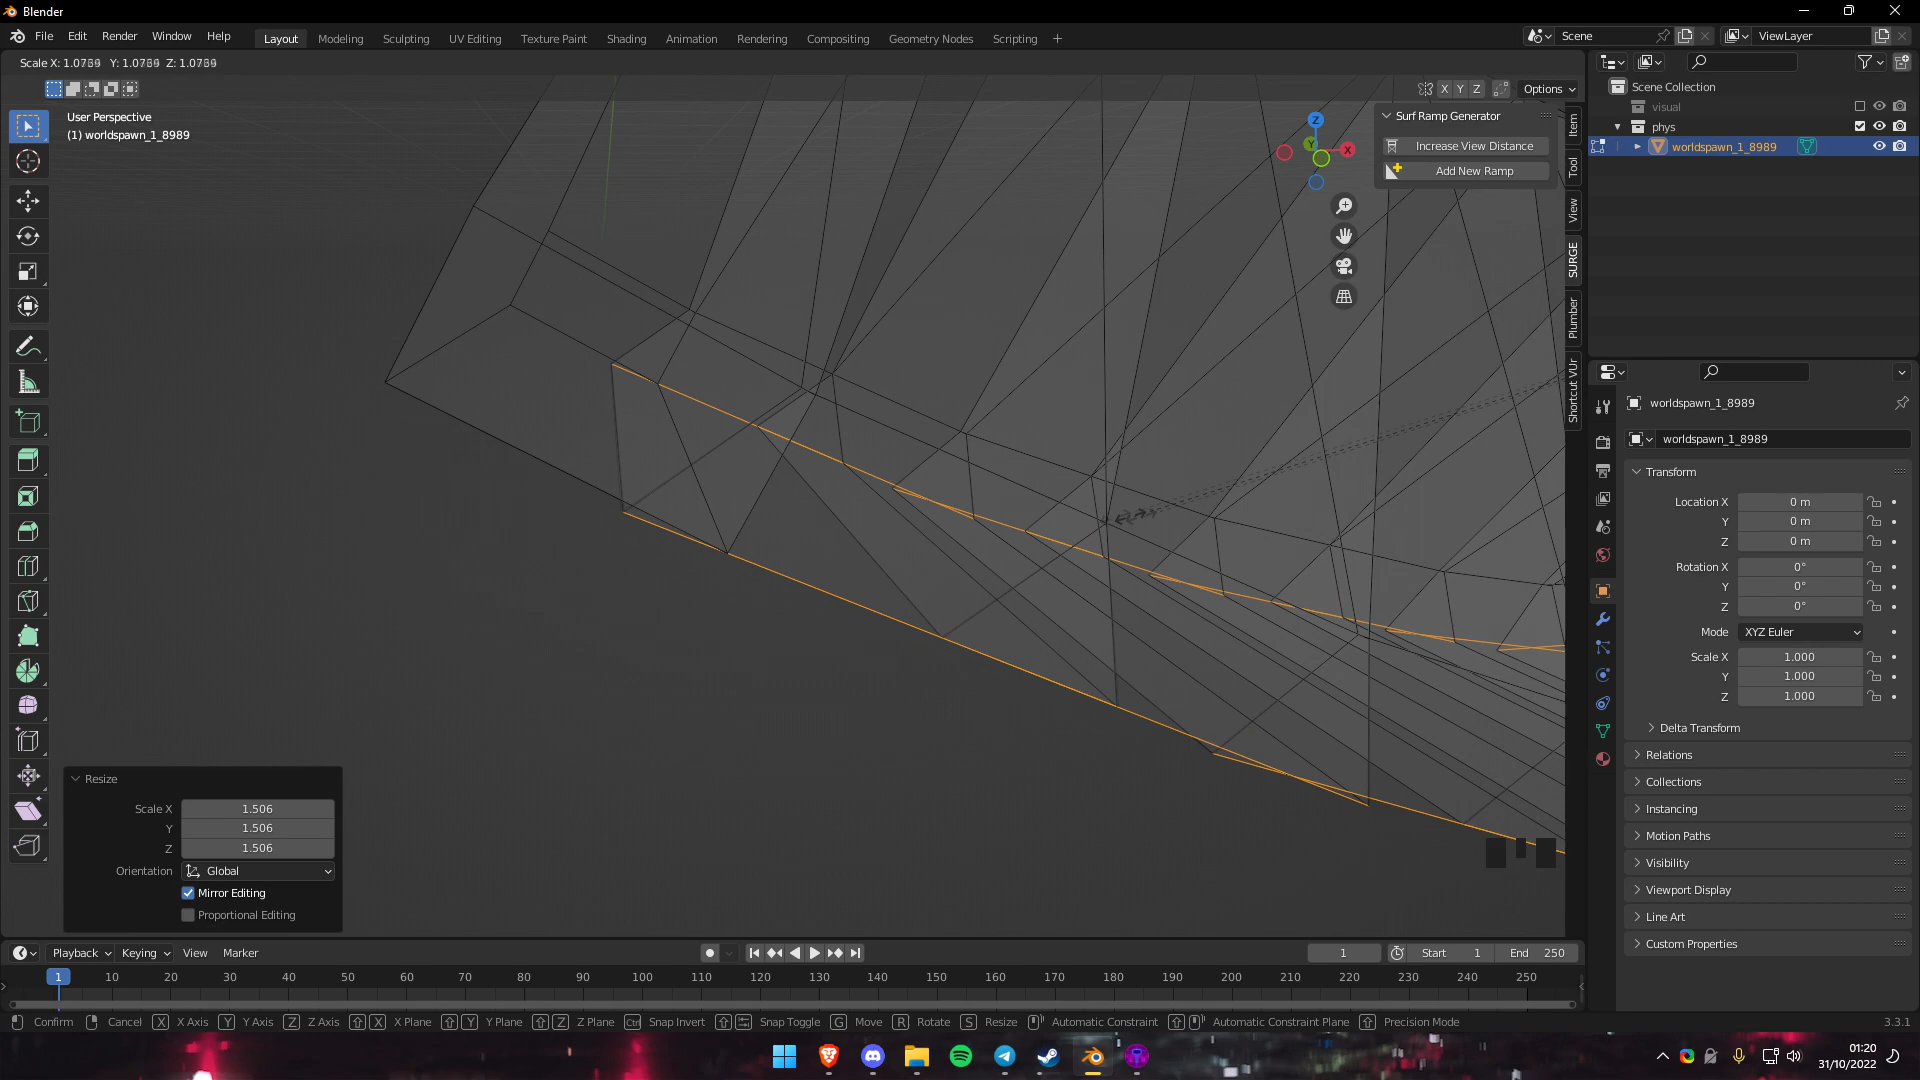 Blender
File Edit Render Window Help
Layout Modeling Sculpting UV Editing Texture Paint Shading Animation Rendering Compositing Geometry Nodes Scripting +
Scene
ViewLayer
X Y Z
Options
User Perspective
(1) worldspawn_1_8989
Z
Y
X
Surf Ramp Generator
Increase View Distance
Add New Ramp
Item
Tool
View
SURGE
Plumber
Shortcut VUr
Scene Collection
visual
phys
worldspawn_1_8989
worldspawn_1_8989
worldspawn_1_8989
Transform
Location X 0 m
Y 0 m
Z 0 m
Rotation X 0°
Y 0°
Z 0°
Mode XYZ Euler
Scale X 1.000
Y 1.000
Z 1.000
Delta Transform
Relations
Collections
Instancing
Motion Paths
Visibility
Viewport Display
Line Art
Custom Properties
Resize
Scale X 1.506
Y 1.506
Z 1.506
Orientation Global
Mirror Editing
Proportional Editing
Playback Keying View Marker
1 Start 1 End 250
1 10 20 30 40 50 60 70 80 90 100 110 120 130 140 150 160 170 180 190 200 210 220 230 240 250
Confirm Cancel X X Axis Y Y Axis Z Z Axis X X Plane Y Y Plane Z Z Plane Ctrl Snap Invert Snap Toggle G Move R Rotate S Resize Automatic Constraint Automatic Constraint Plane Precision Mode 3.3.1
01:20
31/10/2022